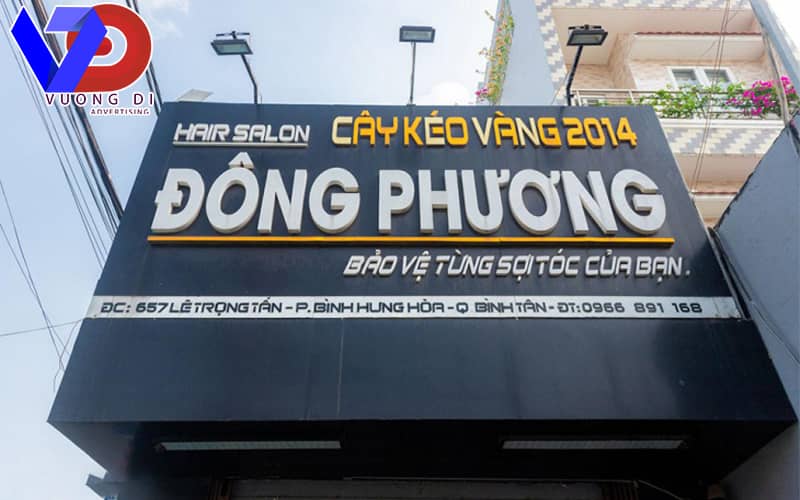 VUONG DI
ADVERTISING
HAIR SALON CÂY KÉO VÀNG 2014
ĐÔNG PHƯƠNG
BẢO VỆ TỪNG SỢI TÓC CỦA BẠN.
ĐC: 657 LÊ TRỌNG TẤN - P. BÌNH HƯNG HÒA - Q BÌNH TÂN - ĐT: 0966 891 168